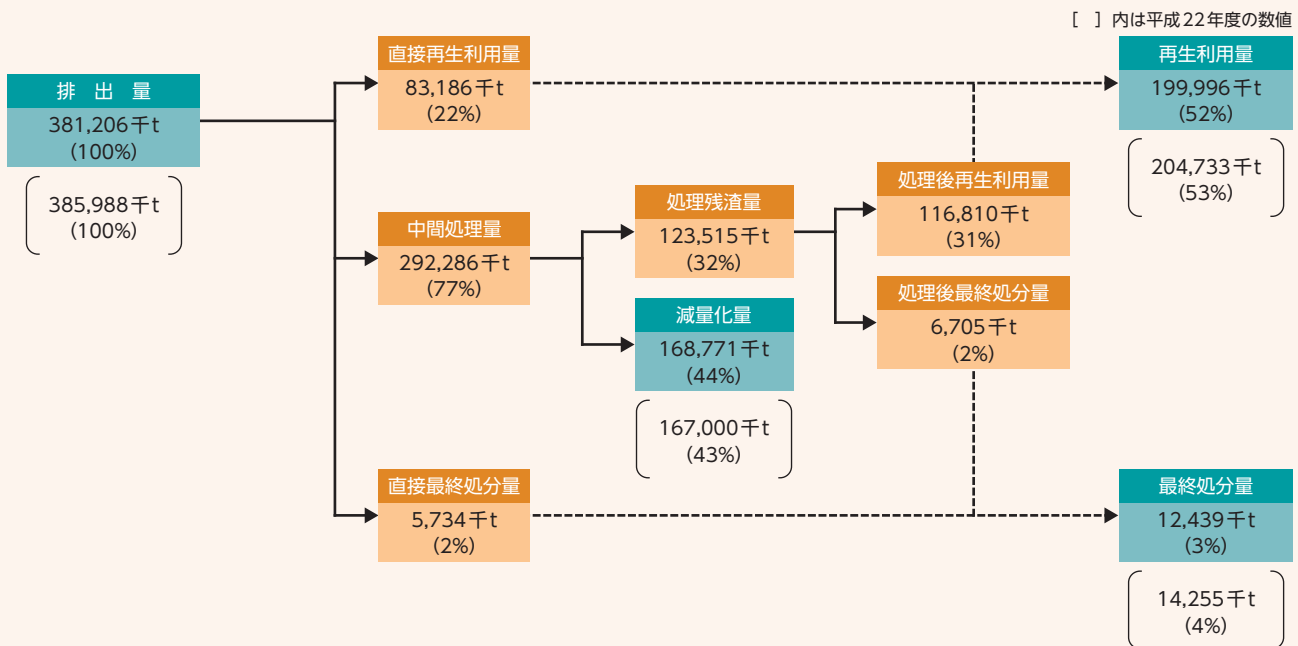 [　] 内は平成22年度の数値
排 出 量
381,206千t
(100%)
385,988千t
(100%)
直接再生利用量
83,186千t
(22%)
中間処理量
292,286千t
(77%)
直接最終処分量
5,734千t
(2%)
処理残渣量
123,515千t
(32%)
減量化量
168,771千t
(44%)
167,000千t
(43%)
処理後再生利用量
116,810千t
(31%)
処理後最終処分量
6,705千t
(2%)
再生利用量
199,996千t
(52%)
204,733千t
(53%)
最終処分量
12,439千t
(3%)
14,255千t
(4%)